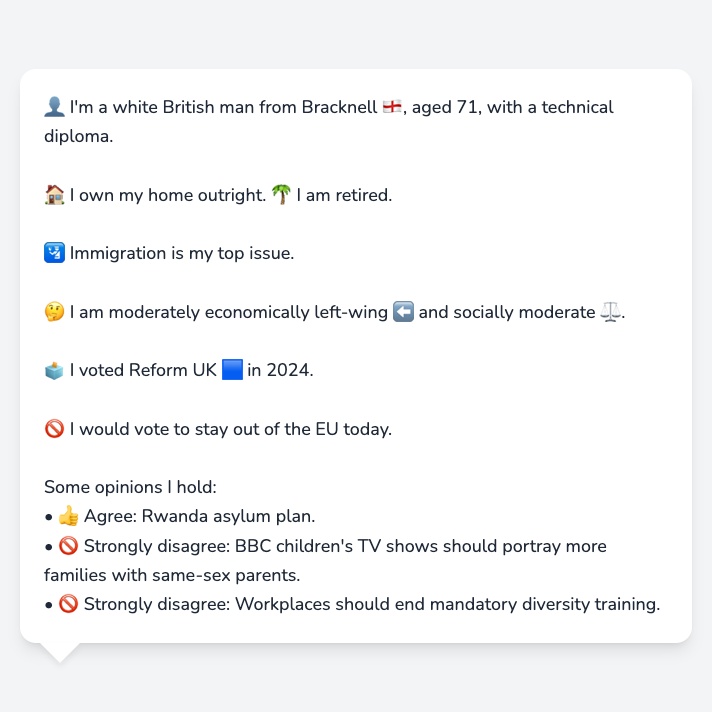 👤 I'm a white British man from Bracknell 🏴󠁧󠁢󠁥󠁮󠁧󠁿, aged 71, with a technical
diploma.
🏠 I own my home outright. 🌴 I am retired.
🛂 Immigration is my top issue.
🤔 I am moderately economically left-wing ⬅️ and socially moderate ⚖️.
🗳️ I voted Reform UK 🟦 in 2024.
🚫 I would vote to stay out of the EU today.
Some opinions I hold:
• 👍 Agree: Rwanda asylum plan.
• 🚫 Strongly disagree: BBC children's TV shows should portray more
families with same-sex parents.
• 🚫 Strongly disagree: Workplaces should end mandatory diversity training.